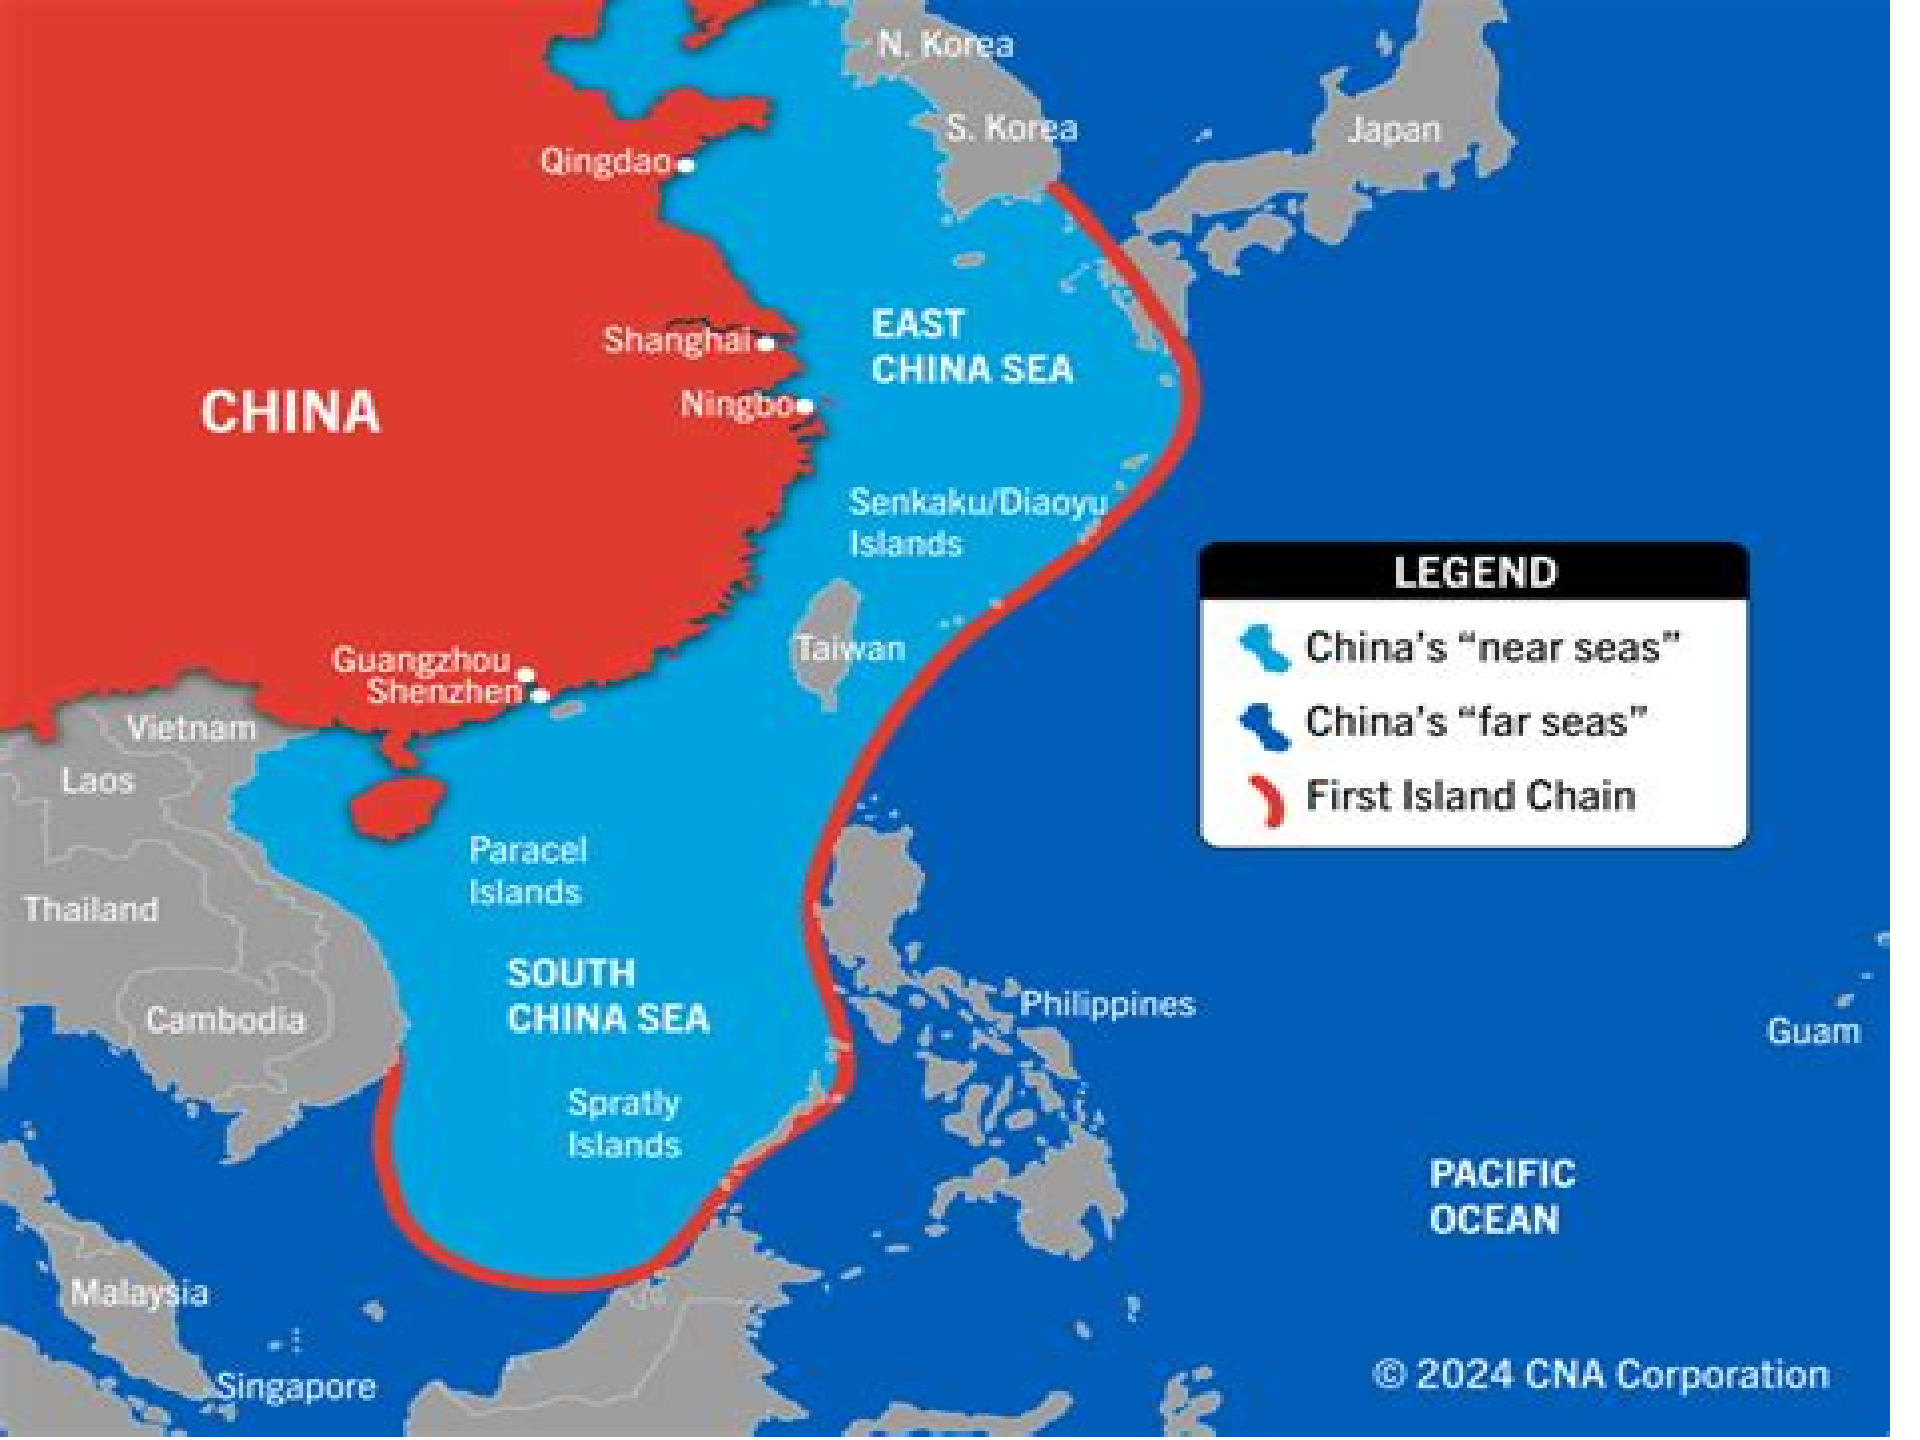 N. Korea
S. Korea
Japan
Qingdao
EAST
CHINA SEA
Shanghai
Ningbo
CHINA
Senkaku/Diaoyu
Islands
LEGEND
China's “near seas”
China's “far seas”
First Island Chain
Taiwan
Guangzhou
Shenzhen
Vietnam
Laos
Paracel
Islands
Thailand
SOUTH
CHINA SEA
Cambodia
Philippines
Guam
Spratly
Islands
PACIFIC
OCEAN
Malaysia
Singapore
© 2024 CNA Corporation